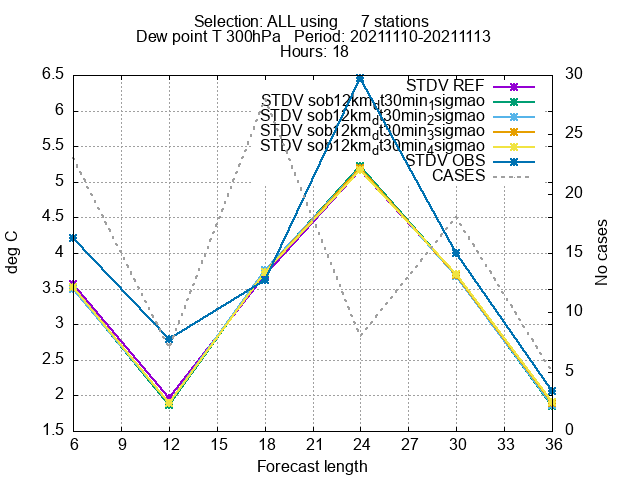 Selection: ALL using 7 stations
Dew point T 300hPa Period: 20211110-20211113
Hours: 18
STDV REF
STDV sob12km_dt30min_1sigmao
STDV sob12km_dt30min_2sigmao
STDV sob12km_dt30min_3sigmao
STDV sob12km_dt30min_4sigmao
STDV OBS
CASES
6.5
6
5.5
5
4.5
4
3.5
3
2.5
2
1.5
deg C
30
25
20
15
10
5
0
No cases
6 9 12 15 18 21 24 27 30 33 36
Forecast length